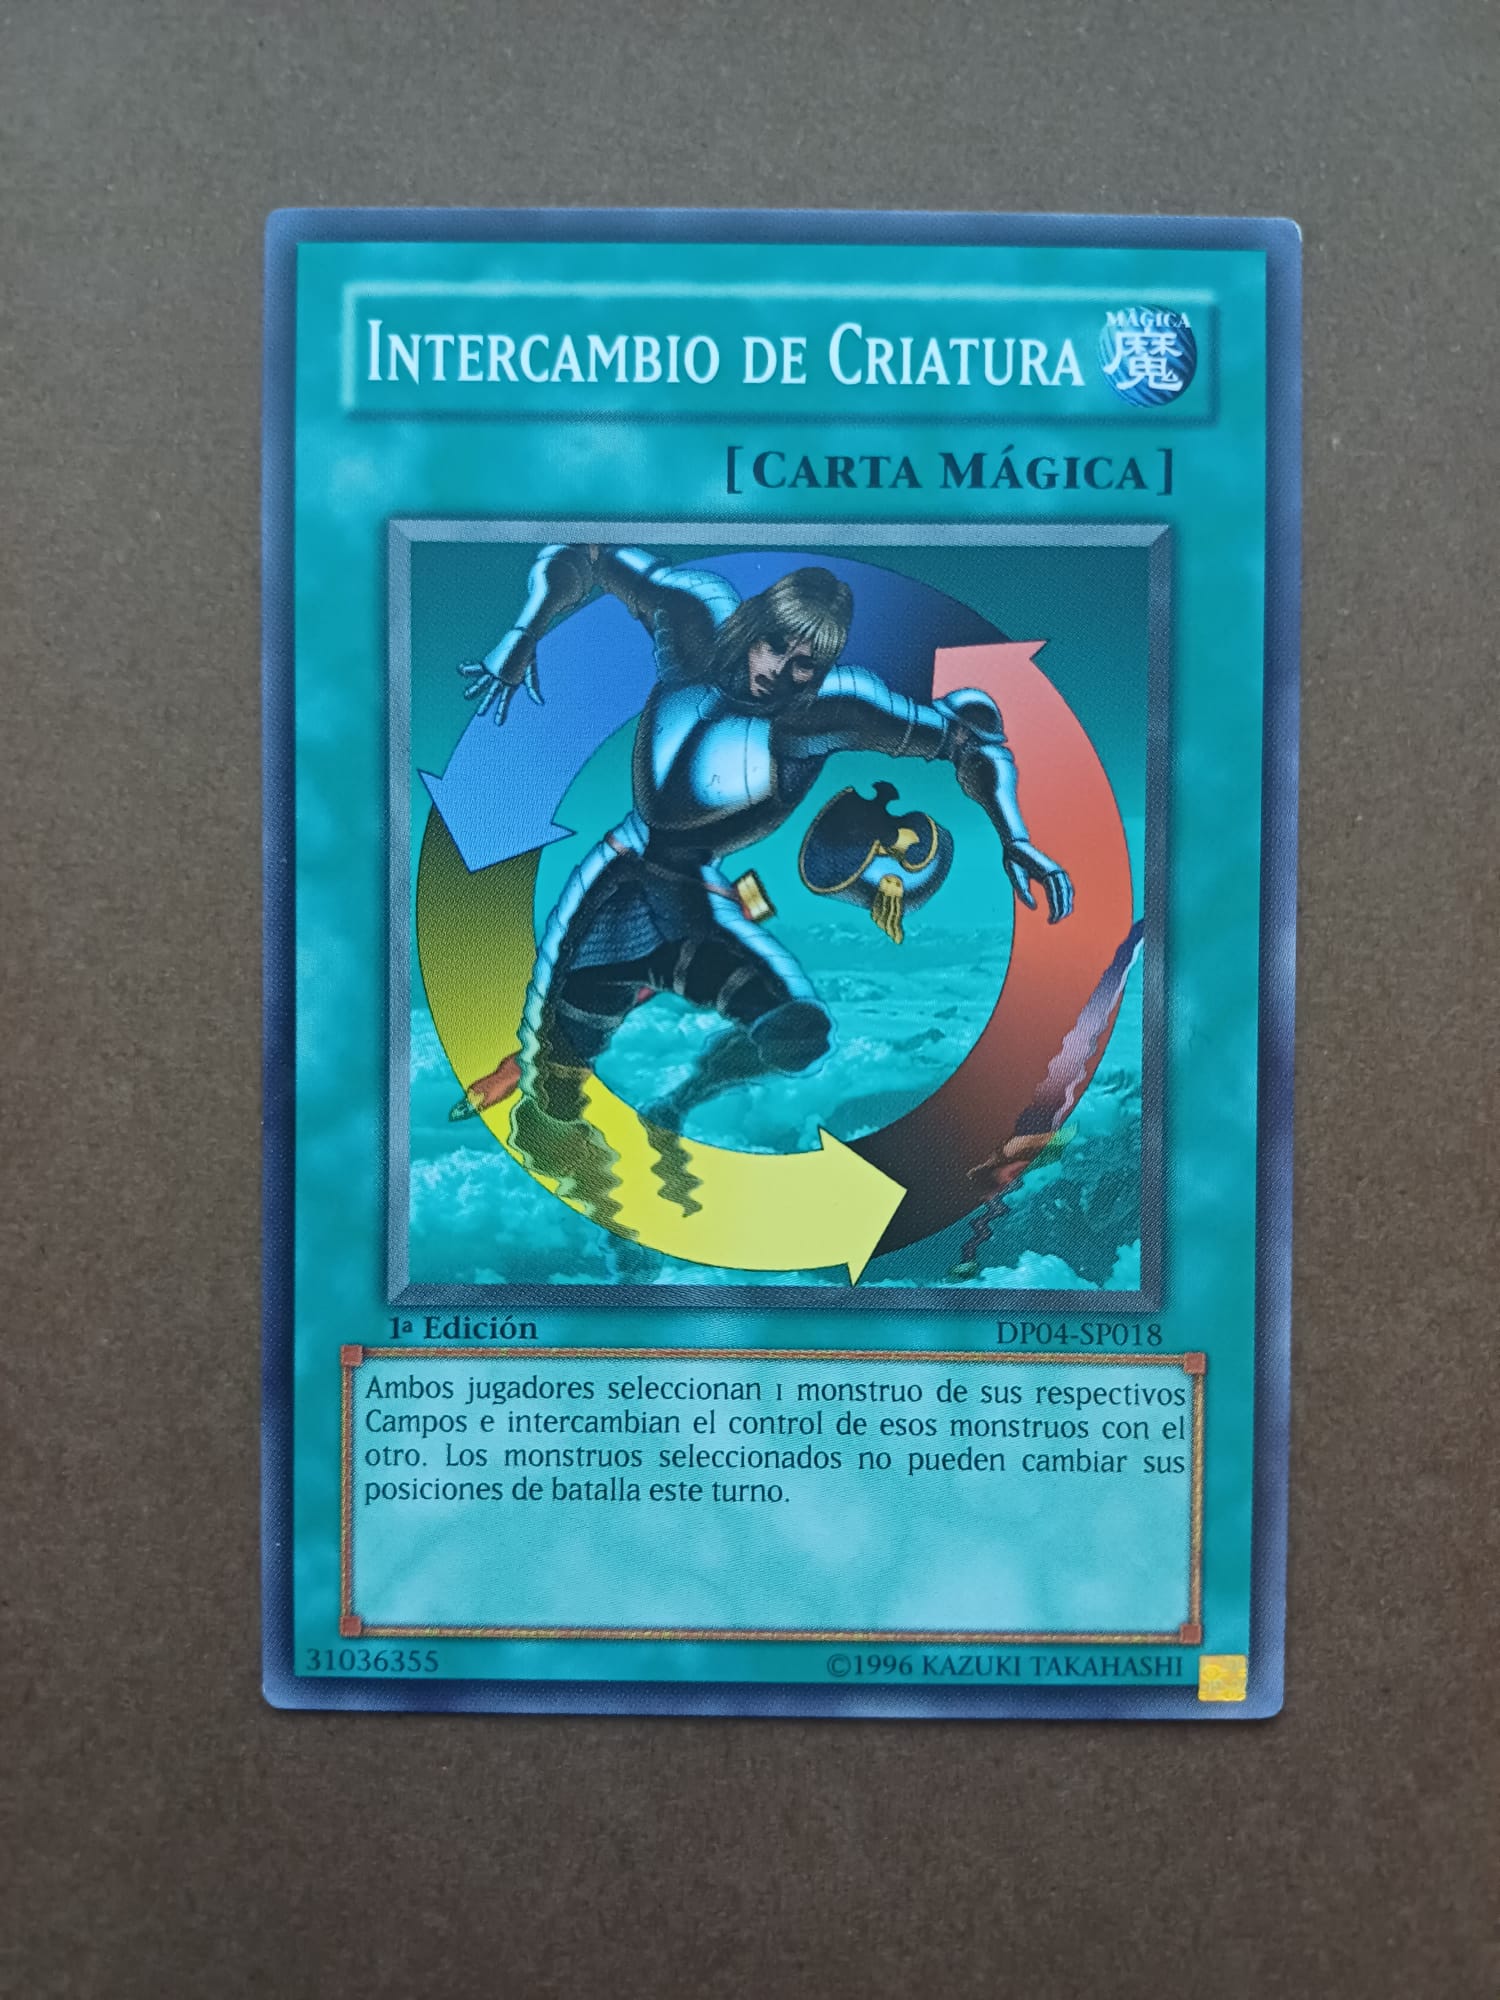 INTERCAMBIO DE CRIATURA
MÁGICA
魔
[CARTA MÁGICA]
1ª Edición
DP04-SP018
Ambos jugadores seleccionan 1 monstruo de sus respectivos
Campos e intercambian el control de esos monstruos con el
otro. Los monstruos seleccionados no pueden cambiar sus
posiciones de batalla este turno.
31036355
©1996 KAZUKI TAKAHASHI